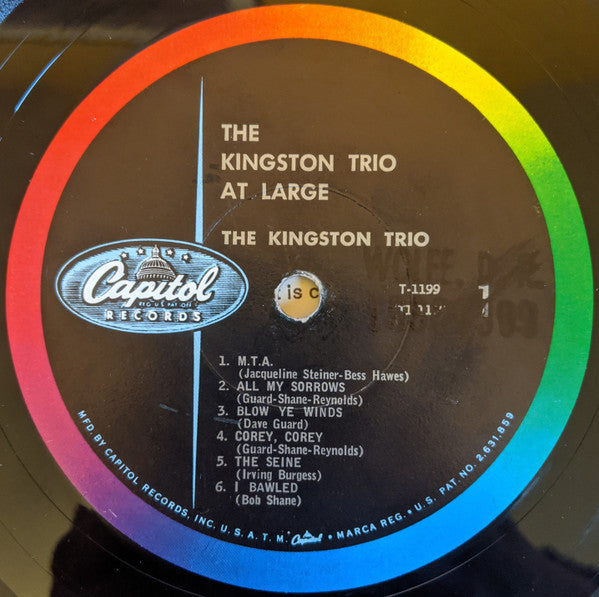 THE
KINGSTON TRIO
AT LARGE
THE KINGSTON TRIO
Capitol
REG. U.S. PAT. OFF.
RECORDS
is c
T-1199
1
1. M.T.A.
(Jacqueline Steiner-Bess Hawes)
2. ALL MY SORROWS
(Guard-Shane-Reynolds)
3. BLOW YE WINDS
(Dave Guard)
4. COREY, COREY
(Guard-Shane-Reynolds)
5. THE SEINE
(Irving Burgess)
6. I BAWLED
(Bob Shane)
MFD. BY CAPITOL RECORDS, INC. U.S.A. T.M. Capitol • MARCA REG. • U.S. PAT. NO. 2,631,859